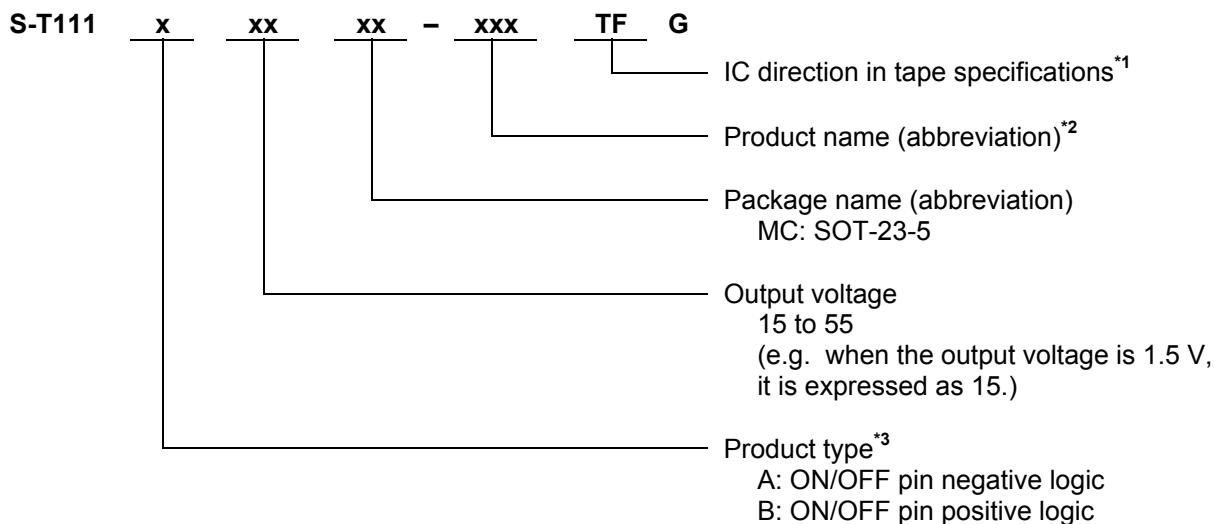 S-T111 x xx xx – xxx TF G
IC direction in tape specifications*1
Product name (abbreviation)*2
Package name (abbreviation)
MC: SOT-23-5
Output voltage
15 to 55
(e.g. when the output voltage is 1.5 V,
it is expressed as 15.)
Product type*3
A: ON/OFF pin negative logic
B: ON/OFF pin positive logic